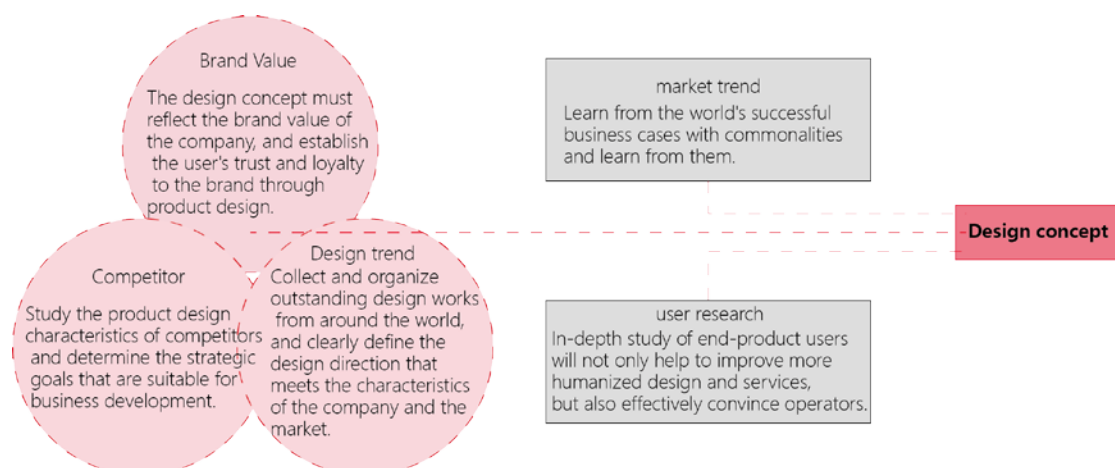 Brand Value
The design concept must
reflect the brand value of
the company, and establish
the user's trust and loyalty
to the brand through
product design.
Competitor
Study the product design
characteristics of competitors
and determine the strategic
goals that are suitable for
business development.
Design trend
Collect and organize
outstanding design works
from around the world,
and clearly define the
design direction that
meets the characteristics
of the company and the
market.
market trend
Learn from the world's successful
business cases with commonalities
and learn from them.
user research
In-depth study of end-product users
will not only help to improve more
humanized design and services,
but also effectively convince operators.
Design concept